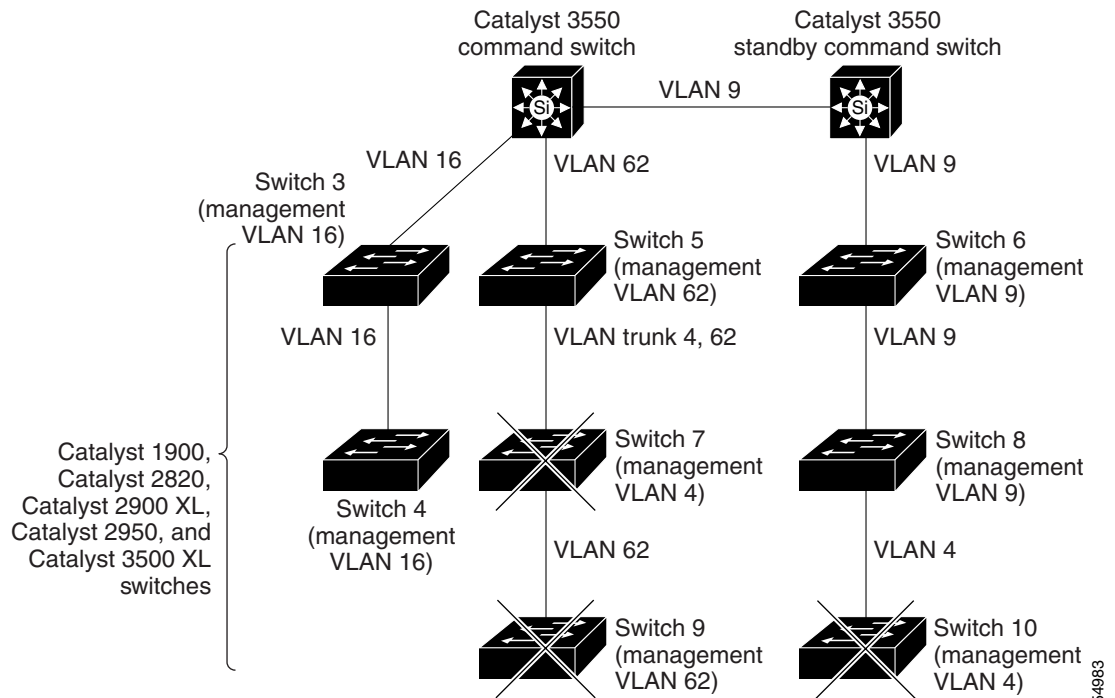 Catalyst 3550
command switch
Catalyst 3550
standby command switch
VLAN 9
Si
Si
VLAN 16
VLAN 62
VLAN 9
Switch 3
(management
VLAN 16)
Switch 5
(management
VLAN 62)
Switch 6
(management
VLAN 9)
VLAN 16
VLAN trunk 4, 62
VLAN 9
Catalyst 1900,
Catalyst 2820,
Catalyst 2900 XL,
Catalyst 2950, and
Catalyst 3500 XL
switches
Switch 4
(management
VLAN 16)
Switch 7
(management
VLAN 4)
Switch 8
(management
VLAN 9)
VLAN 62
VLAN 4
Switch 9
(management
VLAN 62)
Switch 10
(management
VLAN 4)